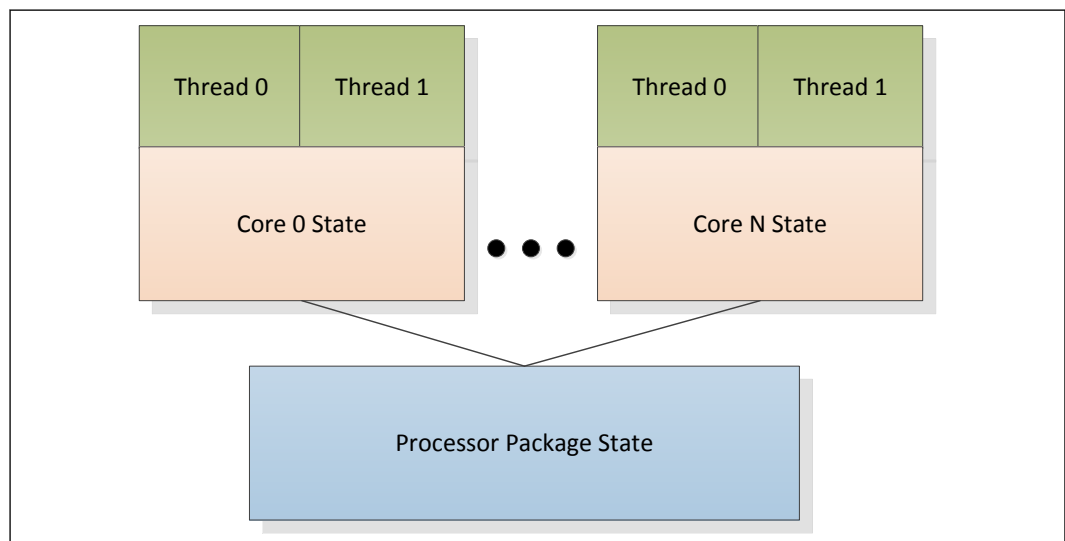 Thread 0
Thread 1
Thread 0
Thread 1
Core 0 State
Core N State
Processor Package State